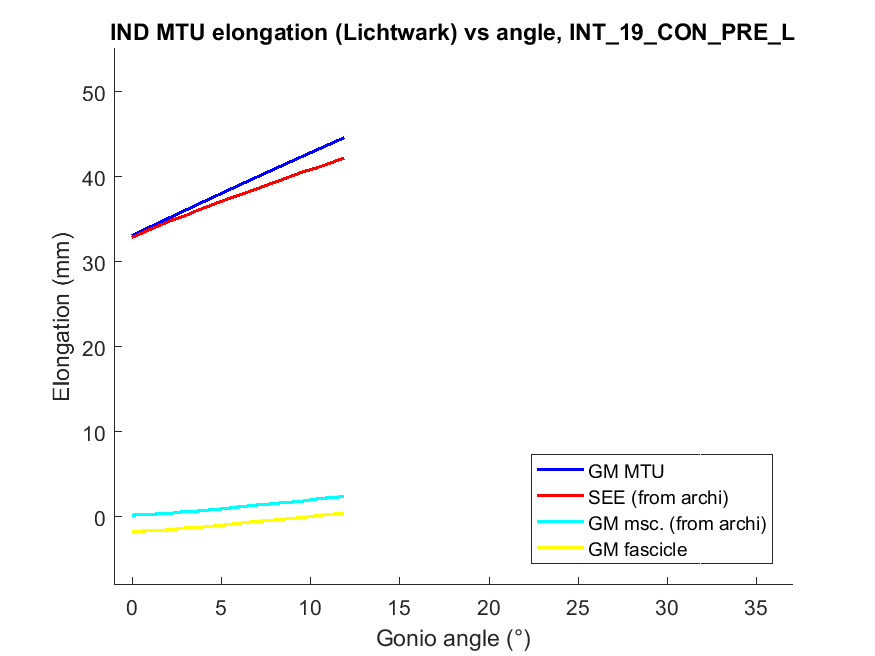 IND MTU elongation (Lichtwark) vs angle, INT_19_CON_PRE_L
50
40
30
20
10
0
Elongation (mm)
GM MTU
SEE (from archi)
GM msc. (from archi)
GM fascicle
0 5 10 15 20 25 30 35
Gonio angle (°)